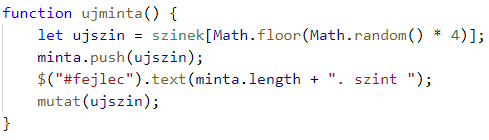 function ujminta() {
    let ujszin = szinek[Math.floor(Math.random() * 4)];
    minta.push(ujszin);
    $("#fejlec").text(minta.length + ". szint ");
    mutat(ujszin);
}